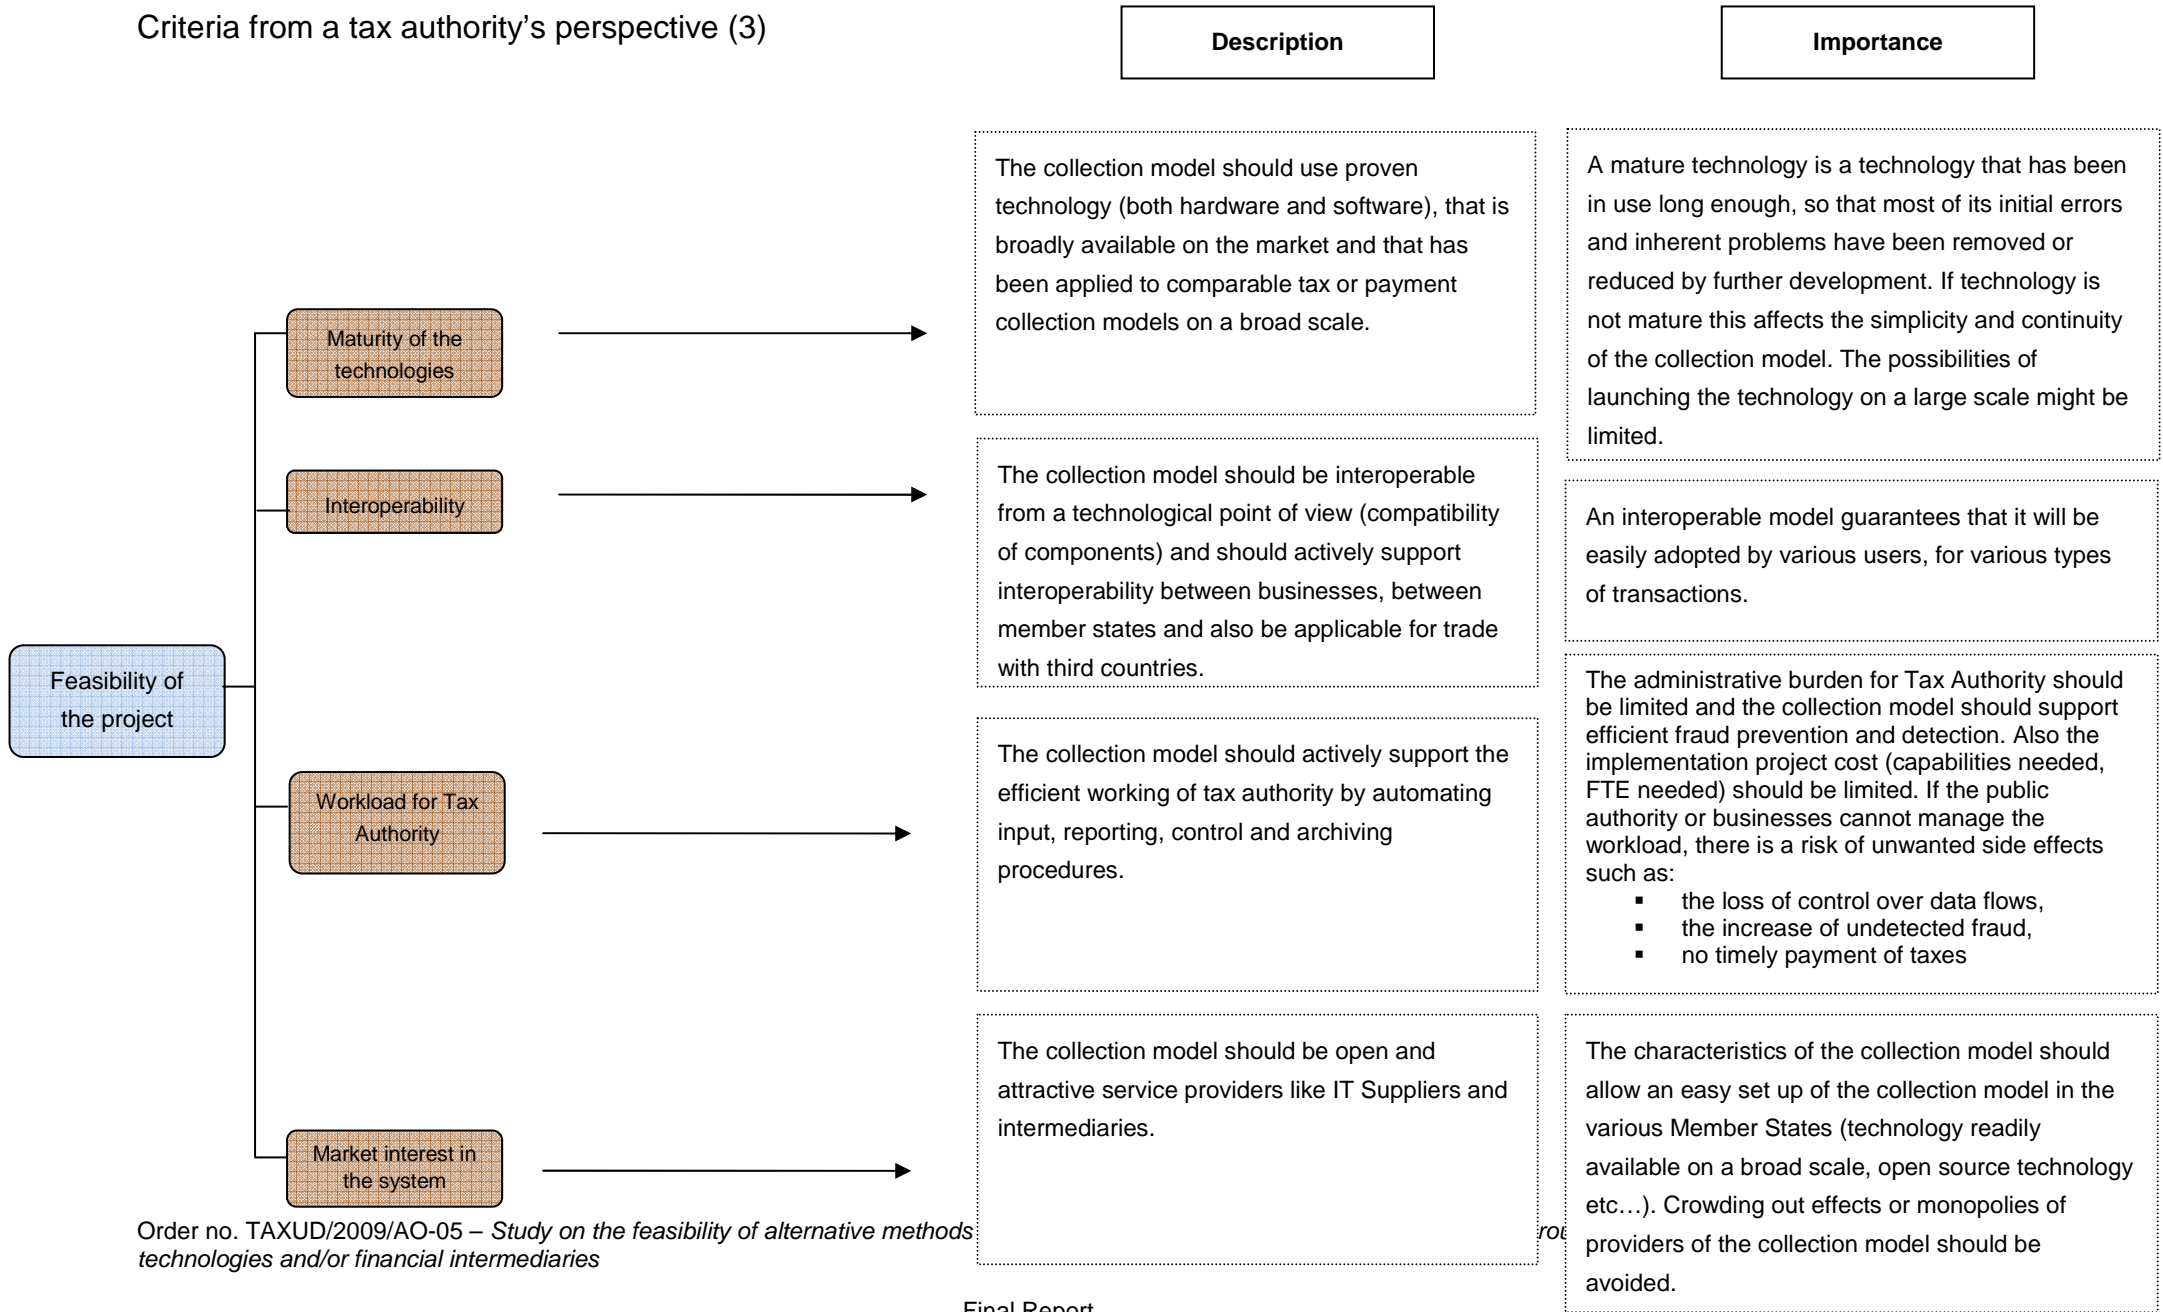 Criteria from a tax authority's perspective (3)
Description
Importance
Feasibility of
the project
Maturity of the
technologies
The collection model should use proven
technology (both hardware and software), that is
broadly available on the market and that has
been applied to comparable tax or payment
collection models on a broad scale.
A mature technology is a technology that has been
in use long enough, so that most of its initial errors
and inherent problems have been removed or
reduced by further development. If technology is
not mature this affects the simplicity and continuity
of the collection model. The possibilities of
launching the technology on a large scale might be
limited.
Interoperability
The collection model should be interoperable
from a technological point of view (compatibility
of components) and should actively support
interoperability between businesses, between
member states and also be applicable for trade
with third countries.
An interoperable model guarantees that it will be
easily adopted by various users, for various types
of transactions.
Workload for Tax
Authority
The collection model should actively support the
efficient working of tax authority by automating
input, reporting, control and archiving
procedures.
The administrative burden for Tax Authority should
be limited and the collection model should support
efficient fraud prevention and detection. Also the
implementation project cost (capabilities needed,
FTE needed) should be limited. If the public
authority or businesses cannot manage the
workload, there is a risk of unwanted side effects
such as:
▪ the loss of control over data flows,
▪ the increase of undetected fraud,
▪ no timely payment of taxes
Market interest in
the system
The collection model should be open and
attractive service providers like IT Suppliers and
intermediaries.
The characteristics of the collection model should
allow an easy set up of the collection model in the
various Member States (technology readily
available on a broad scale, open source technology
etc…). Crowding out effects or monopolies of
providers of the collection model should be
avoided.
Order no. TAXUD/2009/AO-05 – Study on the feasibility of alternative methods
technologies and/or financial intermediaries
Final Report